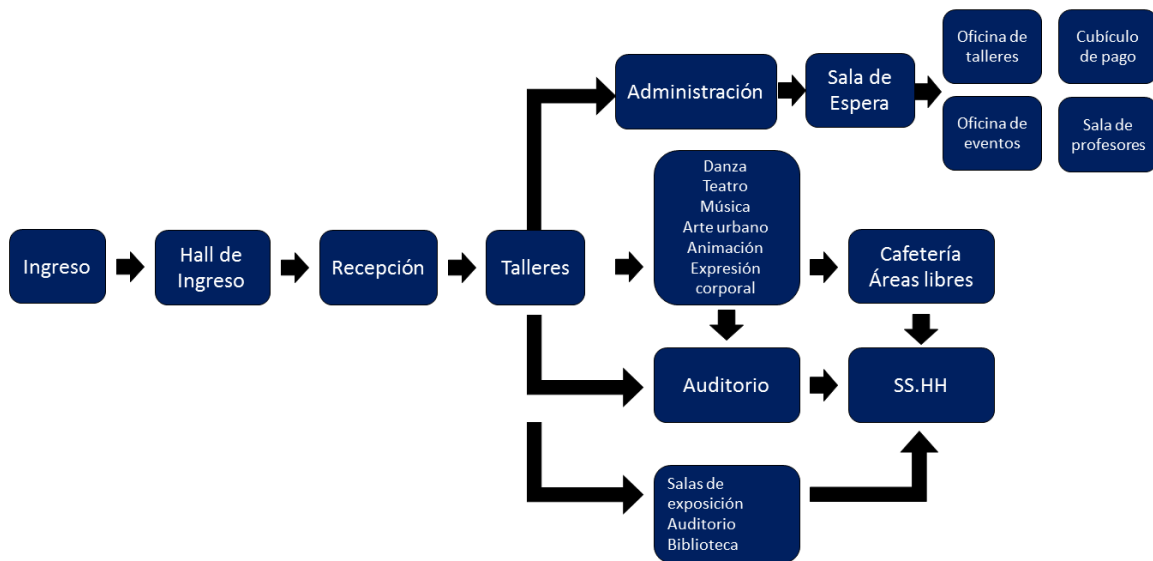 Ingreso
Hall de
Ingreso
Recepción
Talleres
Administración
Sala de
Espera
Oficina de
talleres
Cubículo
de pago
Oficina de
eventos
Sala de
profesores
Danza
Teatro
Música
Arte urbano
Animación
Expresión
corporal
Cafetería
Áreas libres
Auditorio
SS.HH
Salas de
exposición
Auditorio
Biblioteca